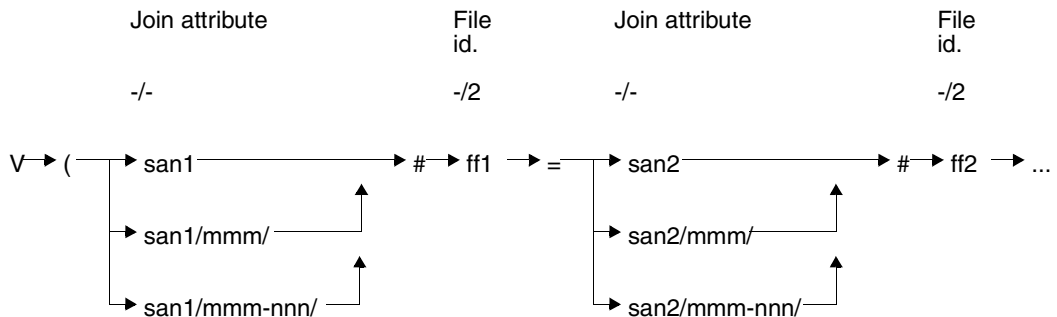 Join attribute File id. Join attribute File id.
-/- -/2 -/- -/2
V ( san1 # ff1 = san2 # ff2 ...
san1/mmm/ san2/mmm/
san1/mmm-nnn/ san2/mmm-nnn/